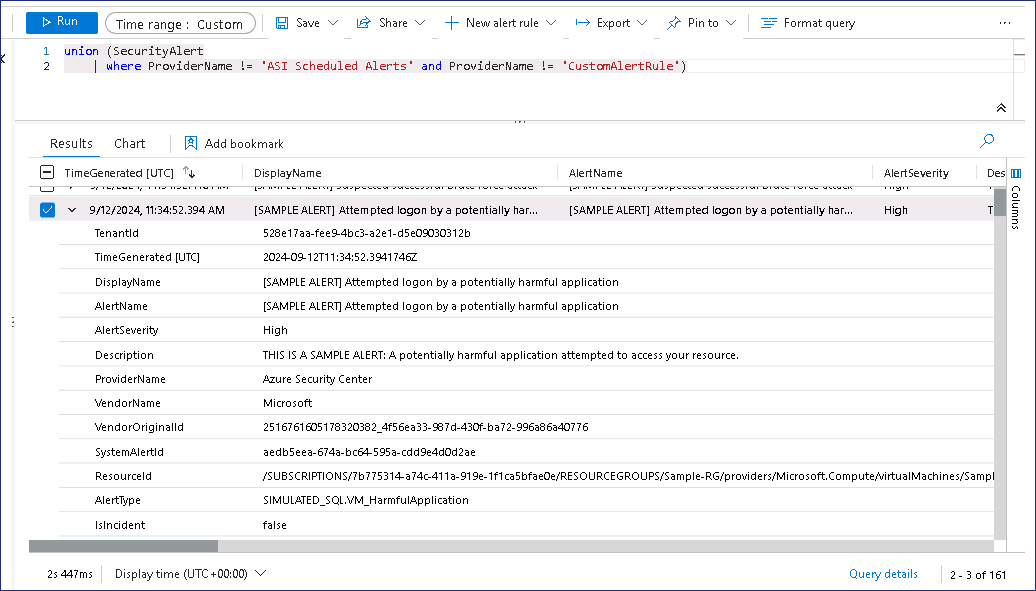 Run Time range : Custom Save Share New alert rule Export Pin to Format query ...
1 union (SecurityAlert
2 | where ProviderName != 'ASI Scheduled Alerts' and ProviderName != 'CustomAlertRule')
Results Chart Add bookmark
TimeGenerated [UTC] DisplayName AlertName AlertSeverity Des
9/12/2024, 11:34:52.394 AM [SAMPLE ALERT] Attempted logon by a potentially har... [SAMPLE ALERT] Attempted logon by a potentially har... High T
Columns
TenantId 528e17aa-fee9-4bc3-a2e1-d5e09030312b
TimeGenerated [UTC] 2024-09-12T11:34:52.3941746Z
DisplayName [SAMPLE ALERT] Attempted logon by a potentially harmful application
AlertName [SAMPLE ALERT] Attempted logon by a potentially harmful application
AlertSeverity High
Description THIS IS A SAMPLE ALERT: A potentially harmful application attempted to access your resource.
ProviderName Azure Security Center
VendorName Microsoft
VendorOriginalId 2516761605178320382_4f56ea33-987d-430f-ba72-996a86a40776
SystemAlertId aedb5eea-674a-bc64-595a-cdd9e4d0d2ae
ResourceId /SUBSCRIPTIONS/7b775314-a74c-411a-919e-1f1ca5bfae0e/RESOURCEGROUPS/Sample-RG/providers/Microsoft.Compute/virtualMachines/Sampl
AlertType SIMULATED_SQL.VM_HarmfulApplication
IsIncident false
2s 447ms Display time (UTC+00:00) Query details 2 - 3 of 161